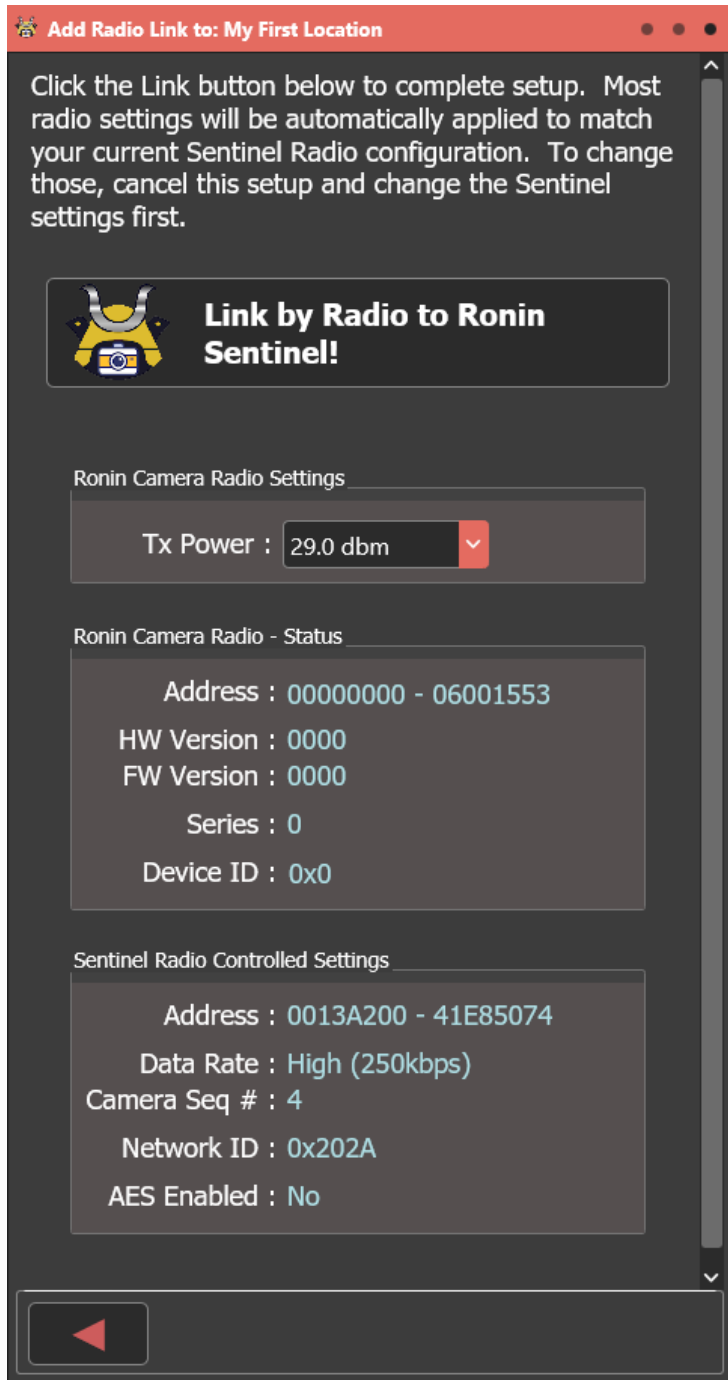 Add Radio Link to: My First Location
Click the Link button below to complete setup.  Most
radio settings will be automatically applied to match
your current Sentinel Radio configuration.  To change
those, cancel this setup and change the Sentinel
settings first.
Link by Radio to Ronin
Sentinel!
Ronin Camera Radio Settings
Tx Power : 29.0 dbm
Ronin Camera Radio - Status
Address : 00000000 - 06001553
HW Version : 0000
FW Version : 0000
Series : 0
Device ID : 0x0
Sentinel Radio Controlled Settings
Address : 0013A200 - 41E85074
Data Rate : High (250kbps)
Camera Seq # : 4
Network ID : 0x202A
AES Enabled : No